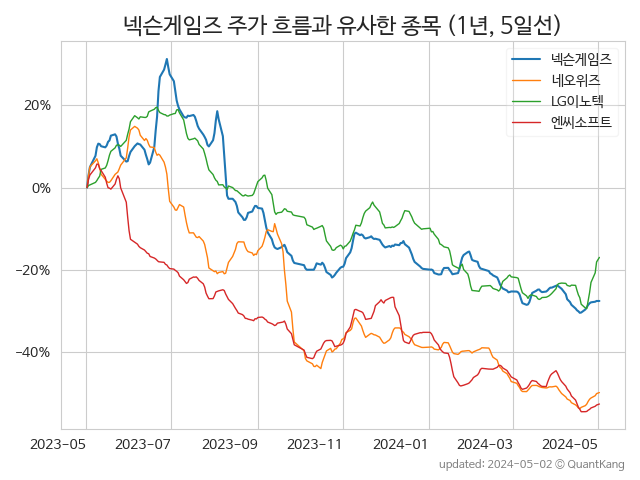 넥슨게임즈 주가 흐름과 유사한 종목 (1년, 5일선)
넥슨게임즈
네오위즈
LG이노텍
엔씨소프트
20%
0%
−20%
−40%
2023-05 2023-07 2023-09 2023-11 2024-01 2024-03 2024-05
updated: 2024-05-02 © QuantKang